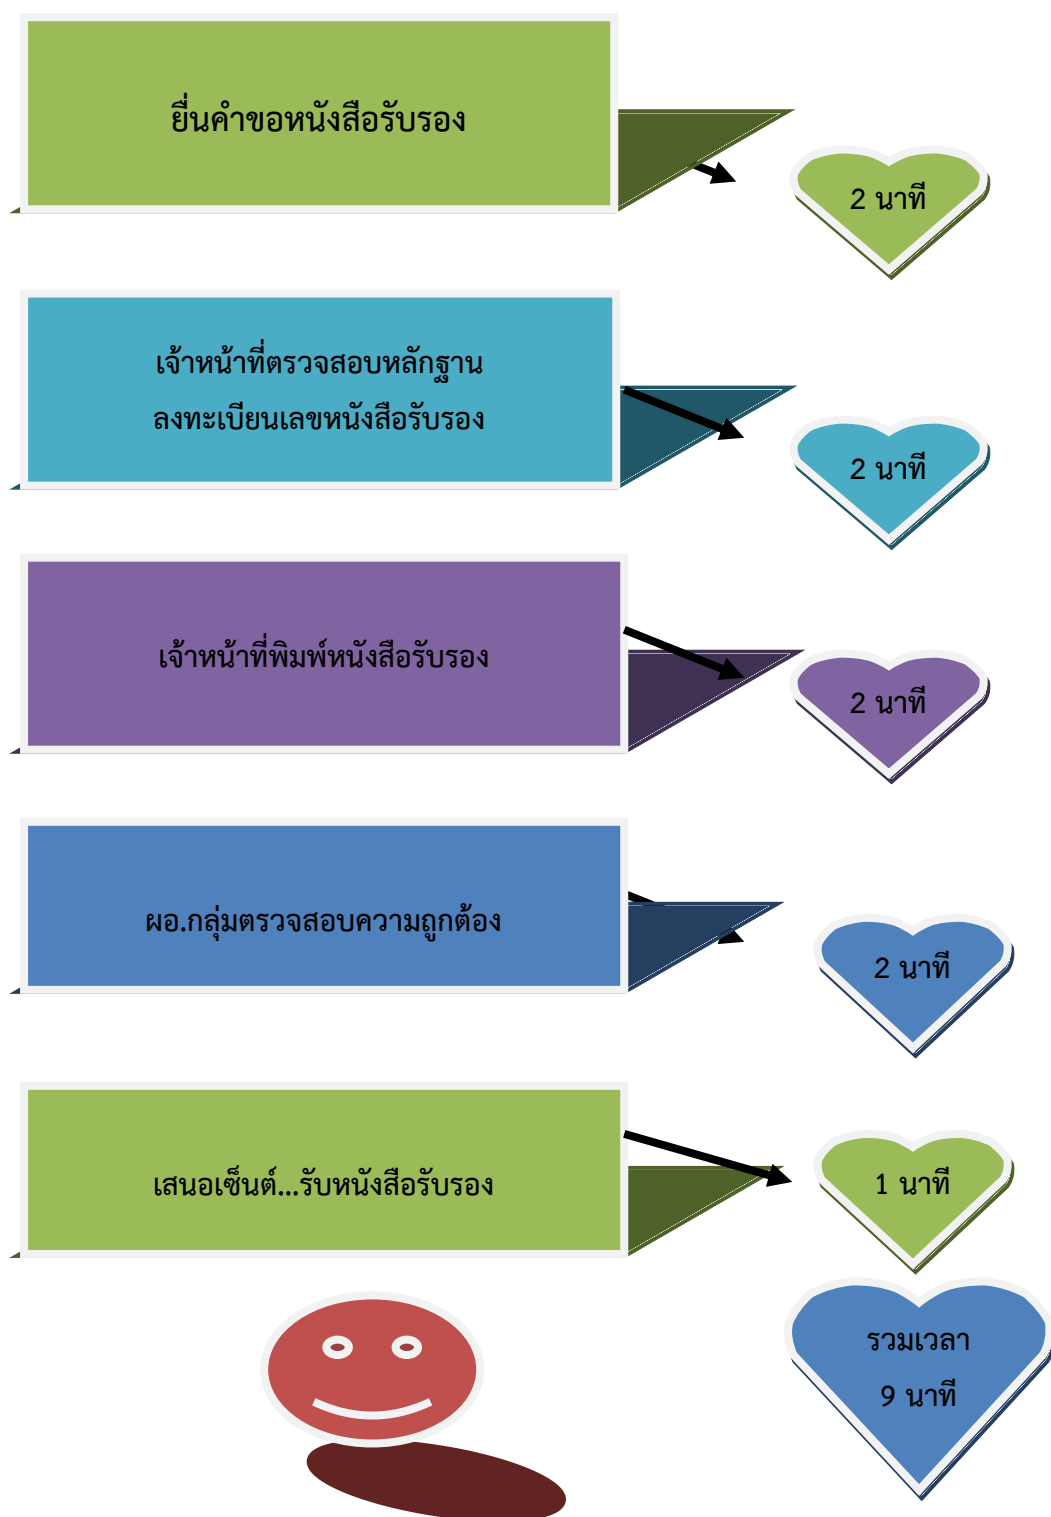 ยื่นคำขอหนังสือรับรอง
2 นาที
เจ้าหน้าที่ตรวจสอบหลักฐาน
ลงทะเบียนเลขหนังสือรับรอง
2 นาที
เจ้าหน้าที่พิมพ์หนังสือรับรอง
2 นาที
ผอ.กลุ่มตรวจสอบความถูกต้อง
2 นาที
เสนอเซ็นต์...รับหนังสือรับรอง
1 นาที
รวมเวลา
9 นาที